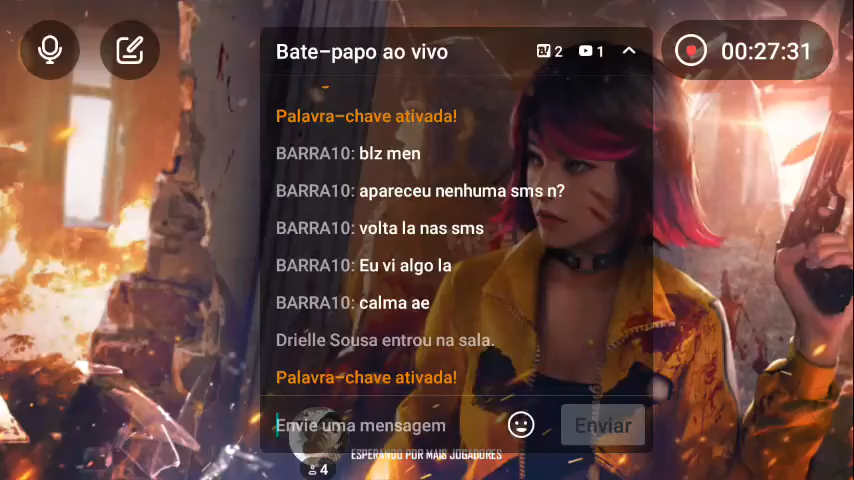 Bate-papo ao vivo
2
1
00:27:31
Palavra-chave ativada!
BARRA10: blz men
BARRA10: apareceu nenhuma sms n?
BARRA10: volta la nas sms
BARRA10: Eu vi algo la
BARRA10: calma ae
Drielle Sousa entrou na sala.
Palavra-chave ativada!
Envie uma mensagem
Enviar
ESPERANDO POR MAIS JOGADORES
4